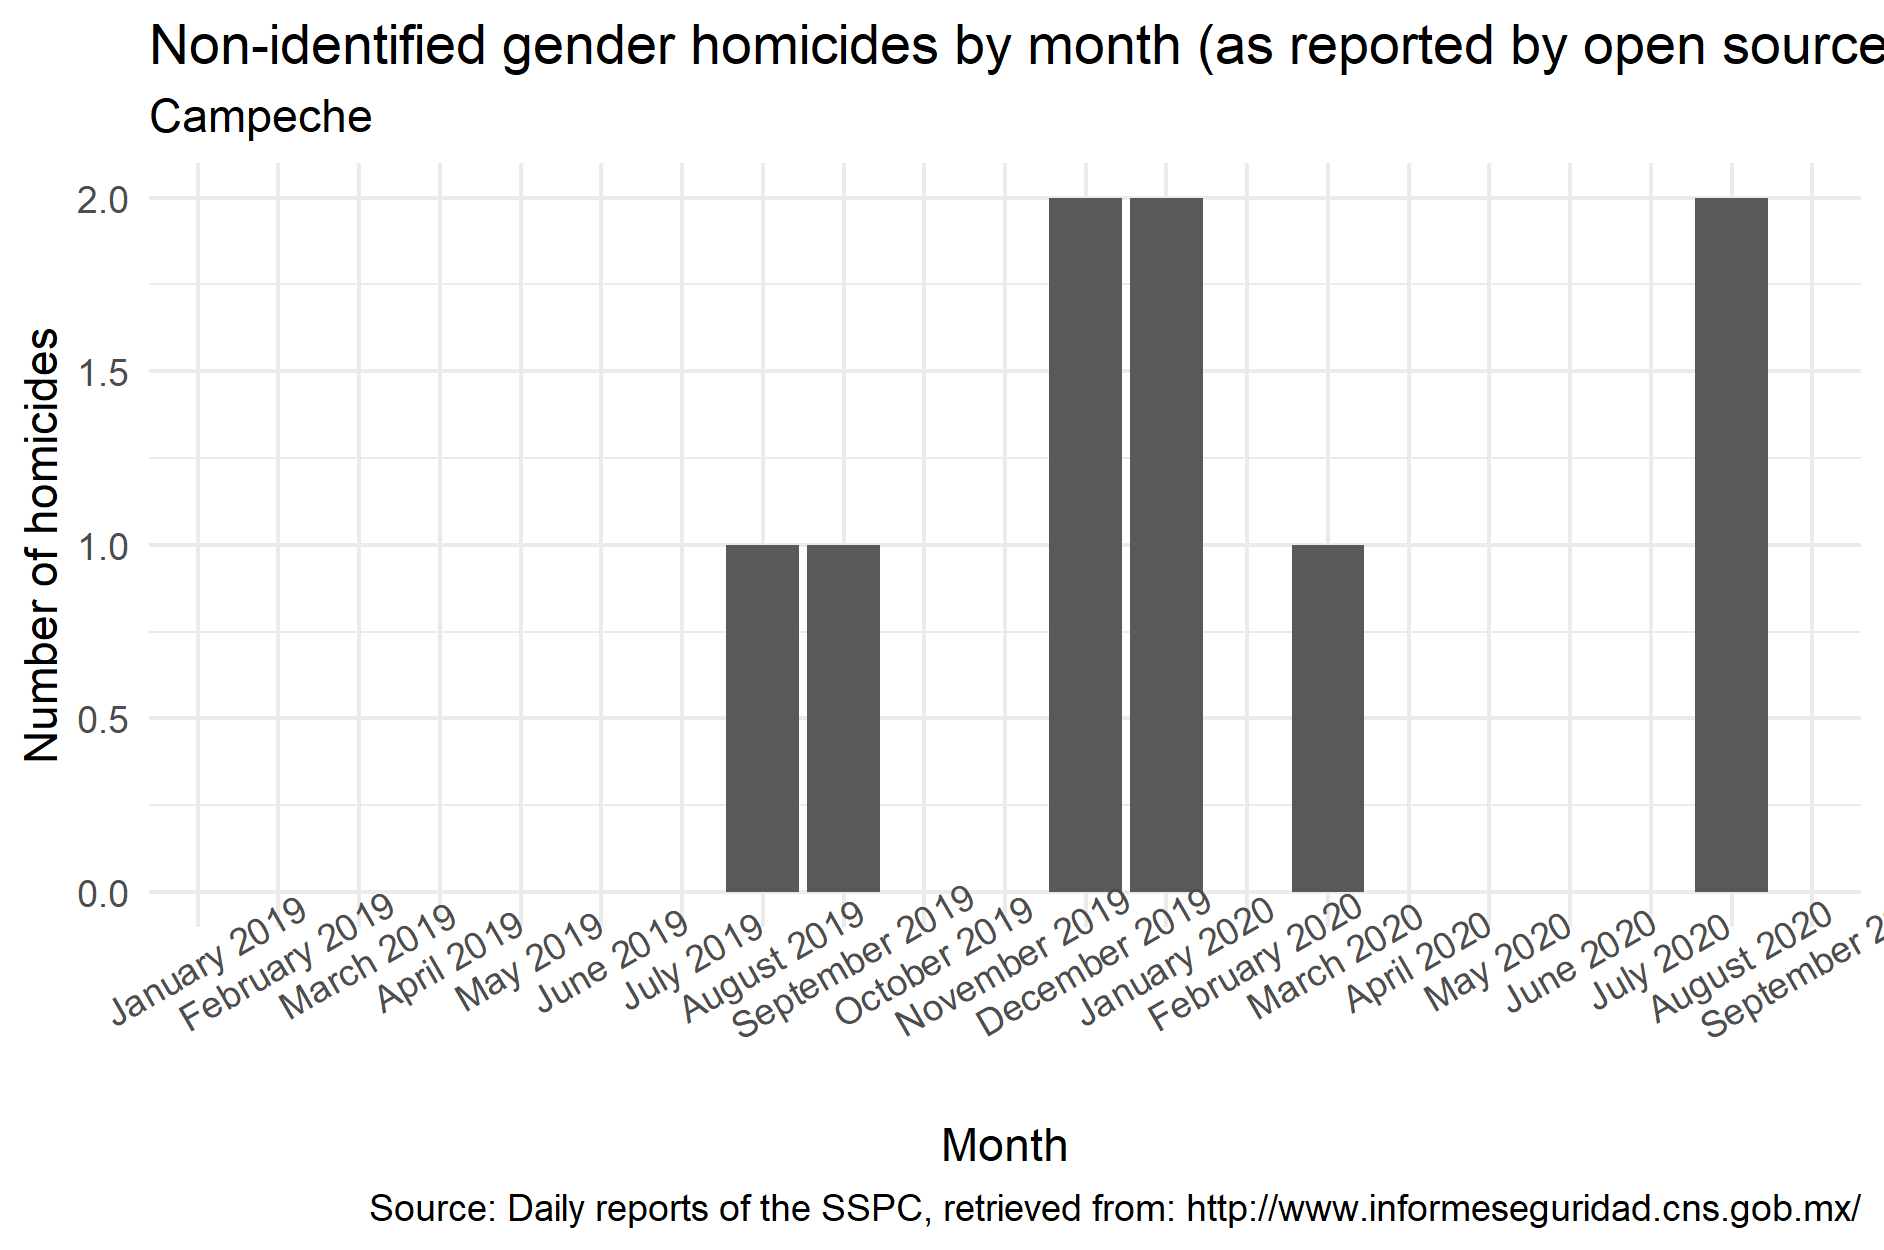 Non-identified gender homicides by month (as reported by open source
Campeche
Number of homicides
2.0
1.5
1.0
0.5
0.0
January 2019
February 2019
March 2019
April 2019
May 2019
June 2019
July 2019
August 2019
September 2019
October 2019
November 2019
December 2019
January 2020
February 2020
March 2020
April 2020
May 2020
June 2020
July 2020
August 2020
September 2
Month
Source: Daily reports of the SSPC, retrieved from: http://www.informeseguridad.cns.gob.mx/